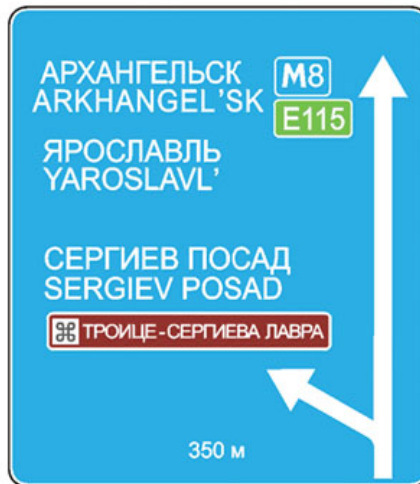 АРХАНГЕЛЬСК M8
ARKHANGEL'SK E115
ЯРОСЛАВЛЬ
YAROSLAVL'
СЕРГИЕВ ПОСАД
SERGIEV POSAD
⌘ ТРОИЦЕ-СЕРГИЕВА ЛАВРА
350 м